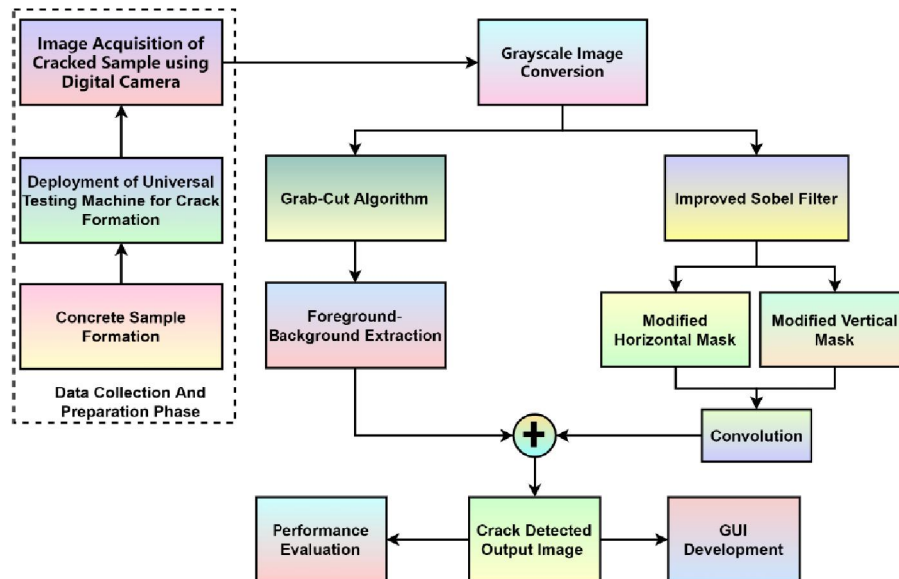 Image Acquisition of
Cracked Sample using
Digital Camera
Deployment of Universal
Testing Machine for Crack
Formation
Concrete Sample
Formation
Data Collection And
Preparation Phase
Grayscale Image
Conversion
Grab-Cut Algorithm
Foreground-
Background Extraction
Improved Sobel Filter
Modified
Horizontal Mask
Modified Vertical
Mask
Convolution
+
Performance
Evaluation
Crack Detected
Output Image
GUI
Development